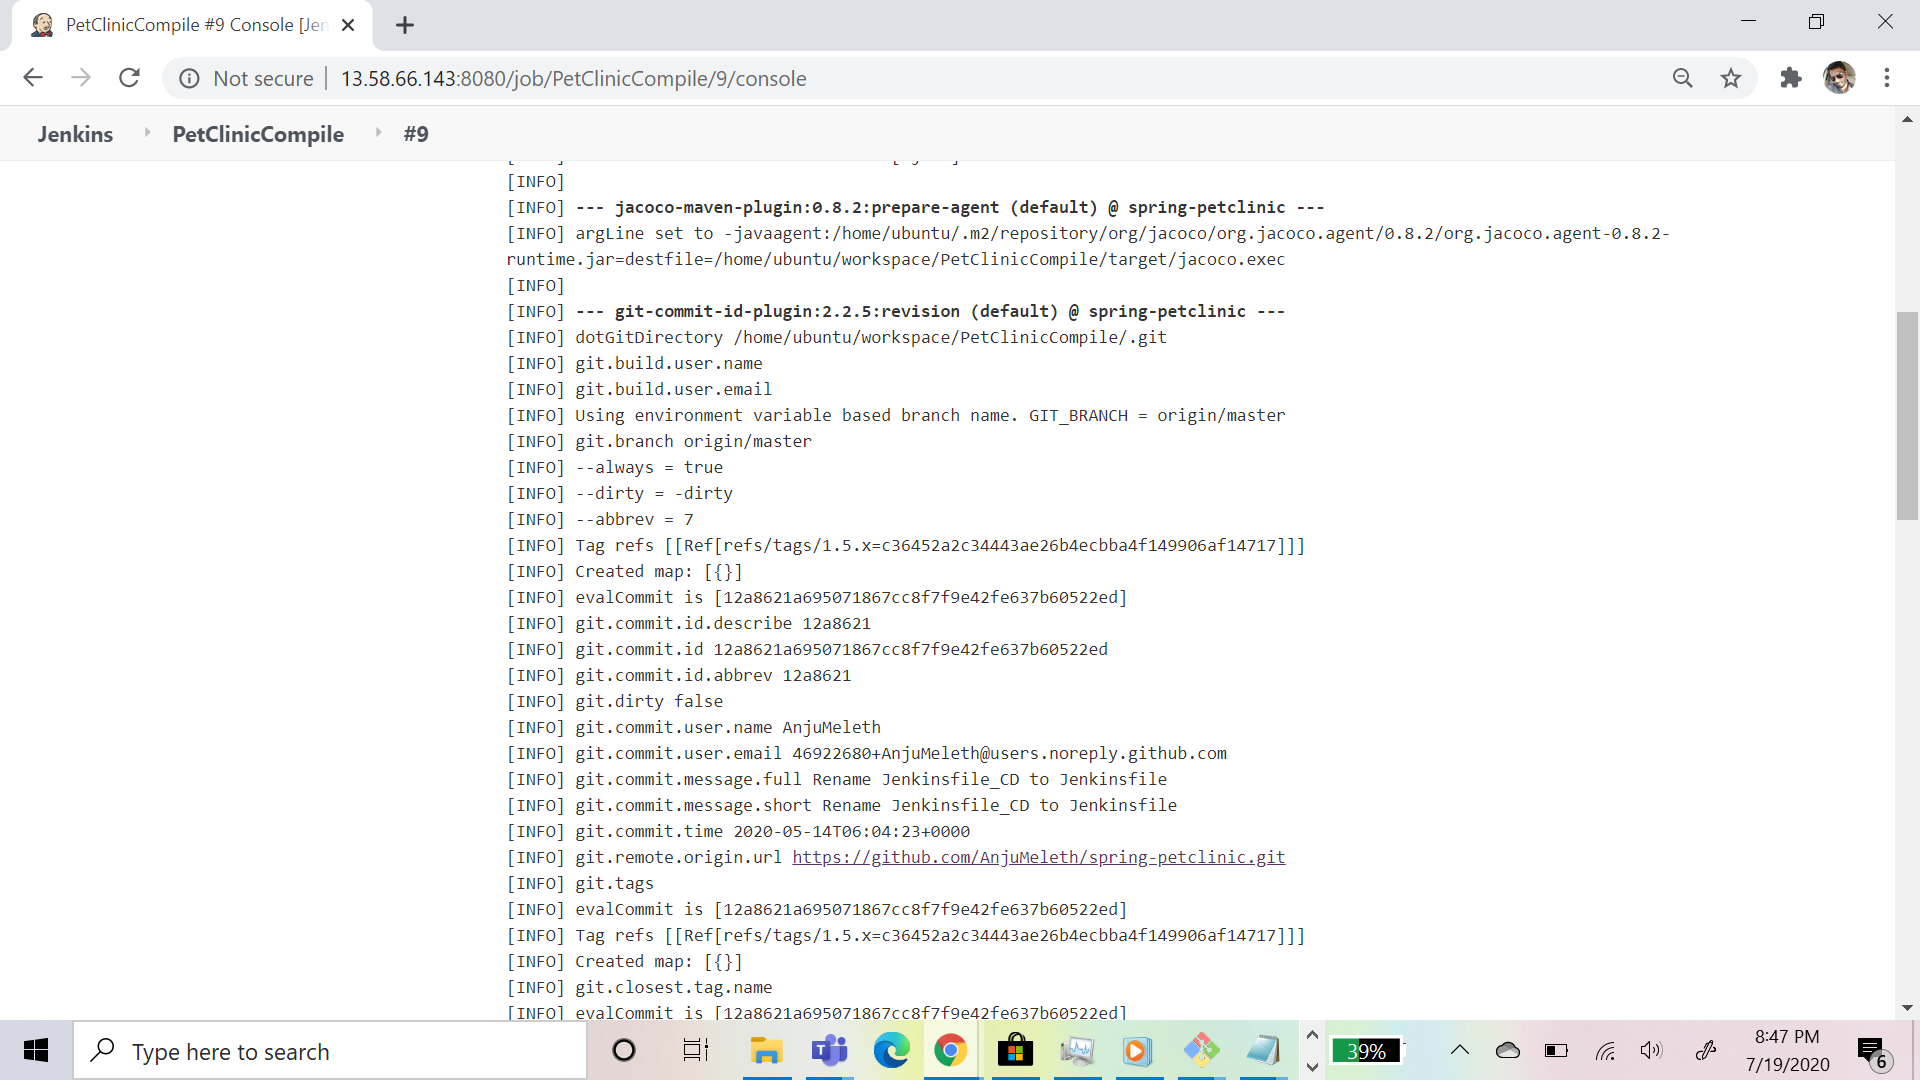 PetClinicCompile #9 Console [Jen
Not secure
13.58.66.143:8080/job/PetClinicCompile/9/console
Jenkins
PetClinicCompile
#9
[INFO]
[INFO] --- jacoco-maven-plugin:0.8.2:prepare-agent (default) @ spring-petclinic ---
[INFO] argLine set to -javaagent:/home/ubuntu/.m2/repository/org/jacoco/org.jacoco.agent/0.8.2/org.jacoco.agent-0.8.2-
runtime.jar=destfile=/home/ubuntu/workspace/PetClinicCompile/target/jacoco.exec
[INFO]
[INFO] --- git-commit-id-plugin:2.2.5:revision (default) @ spring-petclinic ---
[INFO] dotGitDirectory /home/ubuntu/workspace/PetClinicCompile/.git
[INFO] git.build.user.name
[INFO] git.build.user.email
[INFO] Using environment variable based branch name. GIT_BRANCH = origin/master
[INFO] git.branch origin/master
[INFO] --always = true
[INFO] --dirty = -dirty
[INFO] --abbrev = 7
[INFO] Tag refs [[Ref[refs/tags/1.5.x=c36452a2c34443ae26b4ecbba4f149906af14717]]]
[INFO] Created map: [{}]
[INFO] evalCommit is [12a8621a695071867cc8f7f9e42fe637b60522ed]
[INFO] git.commit.id.describe 12a8621
[INFO] git.commit.id 12a8621a695071867cc8f7f9e42fe637b60522ed
[INFO] git.commit.id.abbrev 12a8621
[INFO] git.dirty false
[INFO] git.commit.user.name AnjuMeleth
[INFO] git.commit.user.email 46922680+AnjuMeleth@users.noreply.github.com
[INFO] git.commit.message.full Rename Jenkinsfile_CD to Jenkinsfile
[INFO] git.commit.message.short Rename Jenkinsfile_CD to Jenkinsfile
[INFO] git.commit.time 2020-05-14T06:04:23+0000
[INFO] git.remote.origin.url https://github.com/AnjuMeleth/spring-petclinic.git
[INFO] git.tags
[INFO] evalCommit is [12a8621a695071867cc8f7f9e42fe637b60522ed]
[INFO] Tag refs [[Ref[refs/tags/1.5.x=c36452a2c34443ae26b4ecbba4f149906af14717]]]
[INFO] Created map: [{}]
[INFO] git.closest.tag.name
[INFO] evalCommit is [12a8621a695071867cc8f7f9e42fe637b60522ed]
Type here to search
39%
8:47 PM
7/19/2020
6